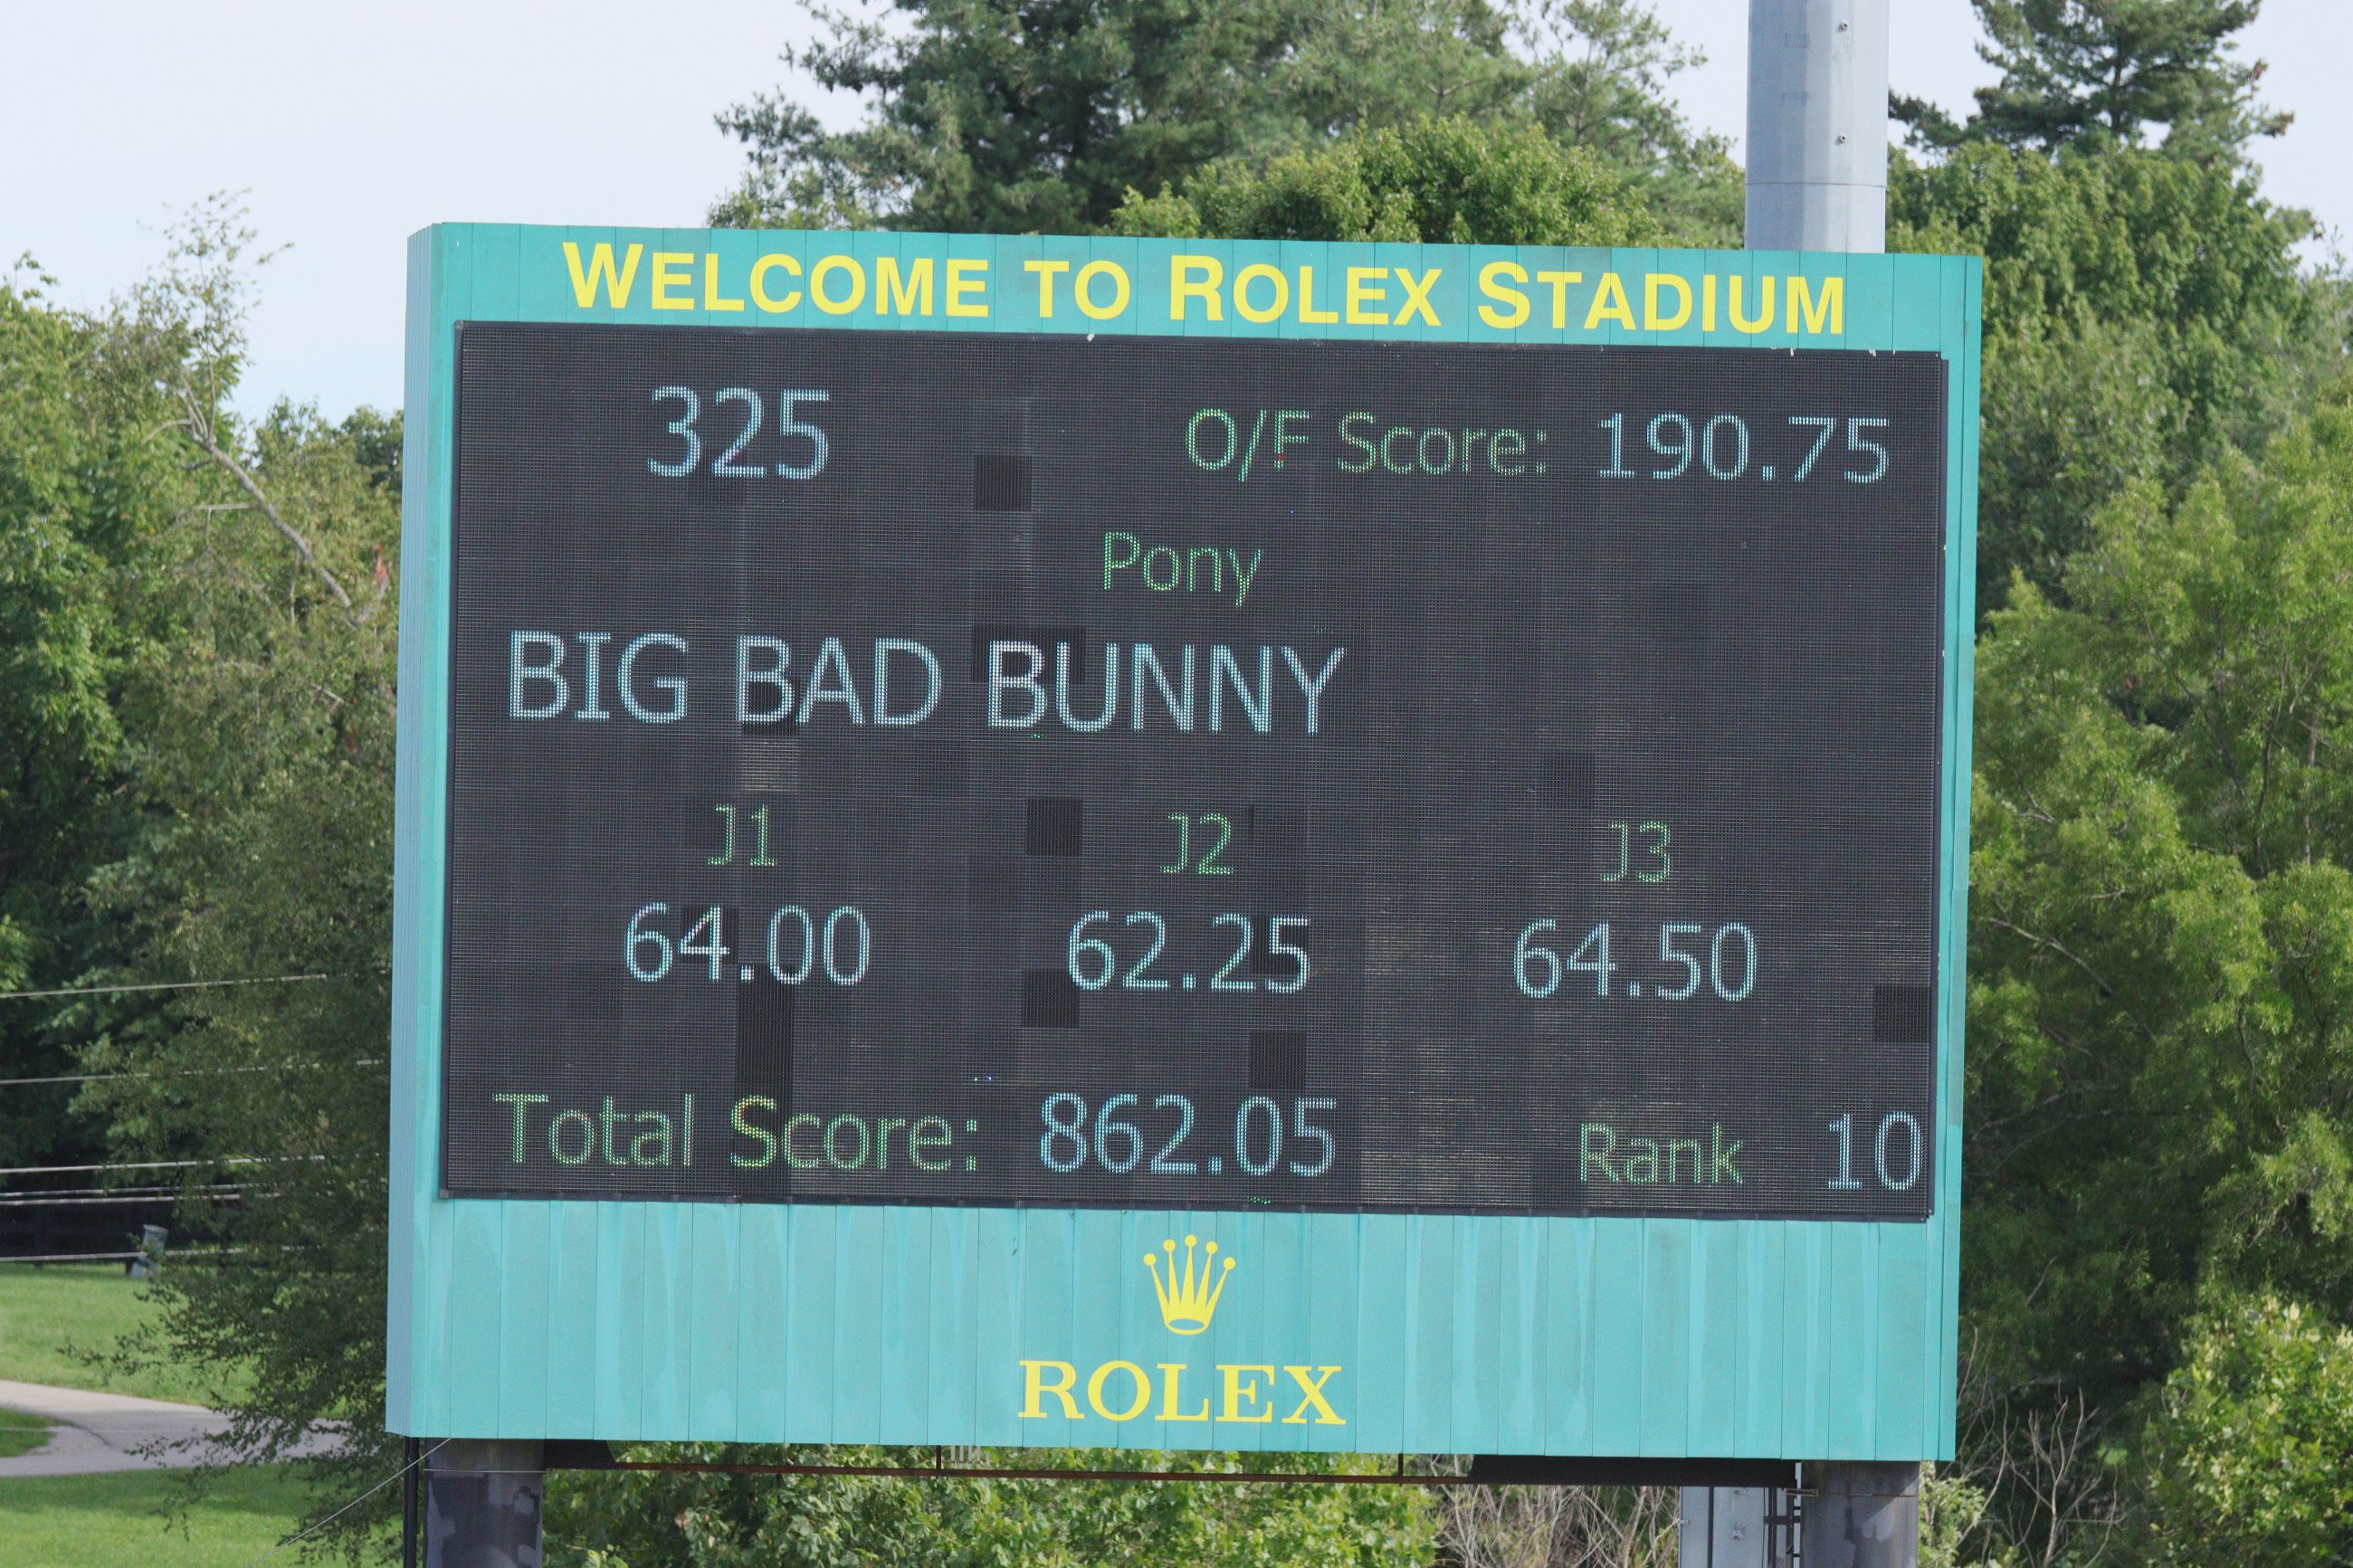 WELCOME TO ROLEX STADIUM
325 O/F Score: 190.75
Pony
BIG BAD BUNNY
J1 J2 J3
64.00 62.25 64.50
Total Score: 862.05 Rank 10
ROLEX